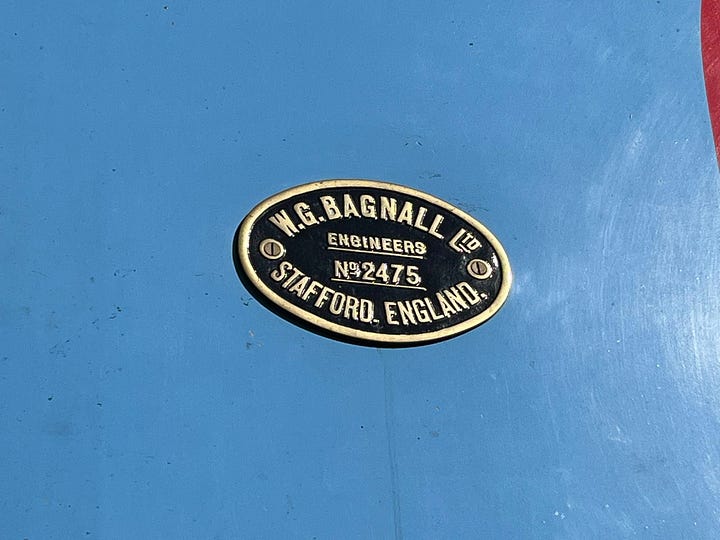 W.G. BAGNALL LTD
ENGINEERS
No 2475
STAFFORD. ENGLAND.